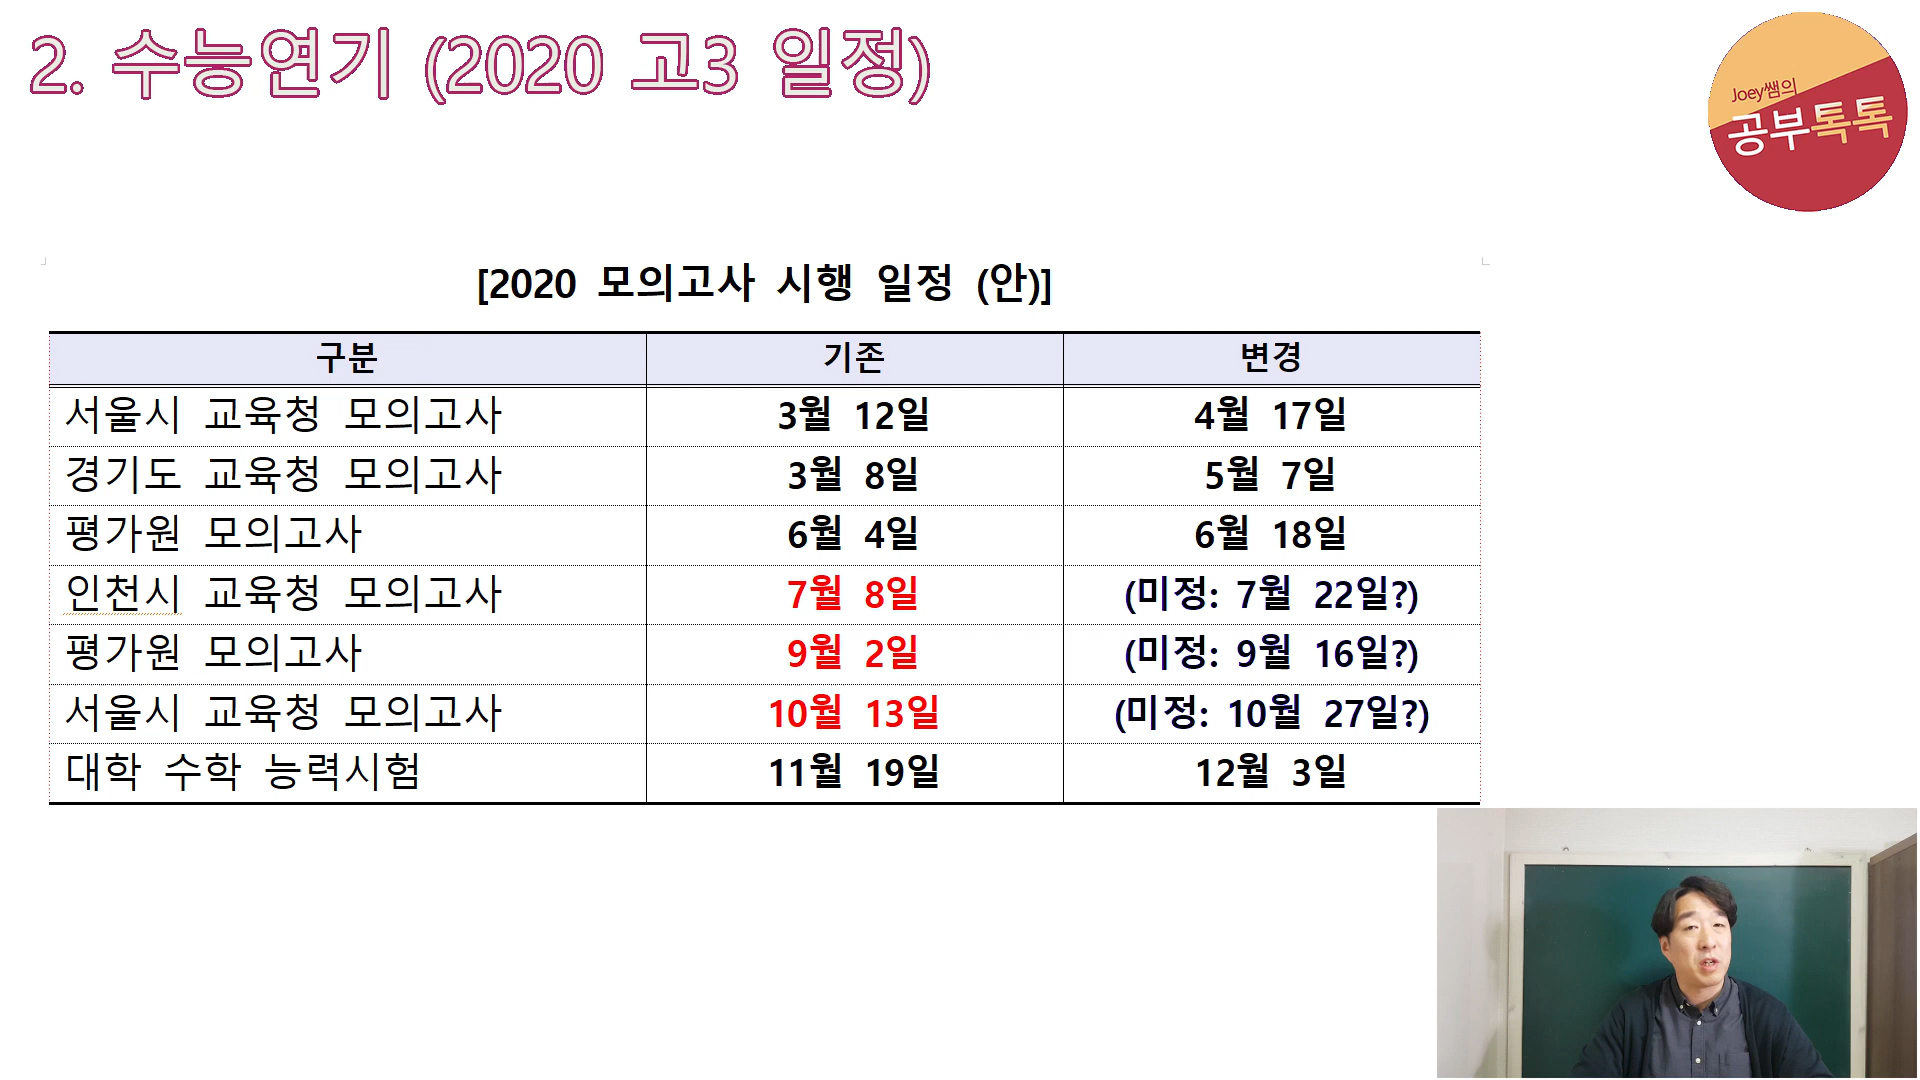 2. 수능연기 (2020 고3 일정)
Joey쌤의
공부톡톡
[2020 모의고사 시행 일정 (안)]
구분 기존 변경
서울시 교육청 모의고사 3월 12일 4월 17일
경기도 교육청 모의고사 3월 8일 5월 7일
평가원 모의고사 6월 4일 6월 18일
인천시 교육청 모의고사 7월 8일 (미정: 7월 22일?)
평가원 모의고사 9월 2일 (미정: 9월 16일?)
서울시 교육청 모의고사 10월 13일 (미정: 10월 27일?)
대학 수학 능력시험 11월 19일 12월 3일